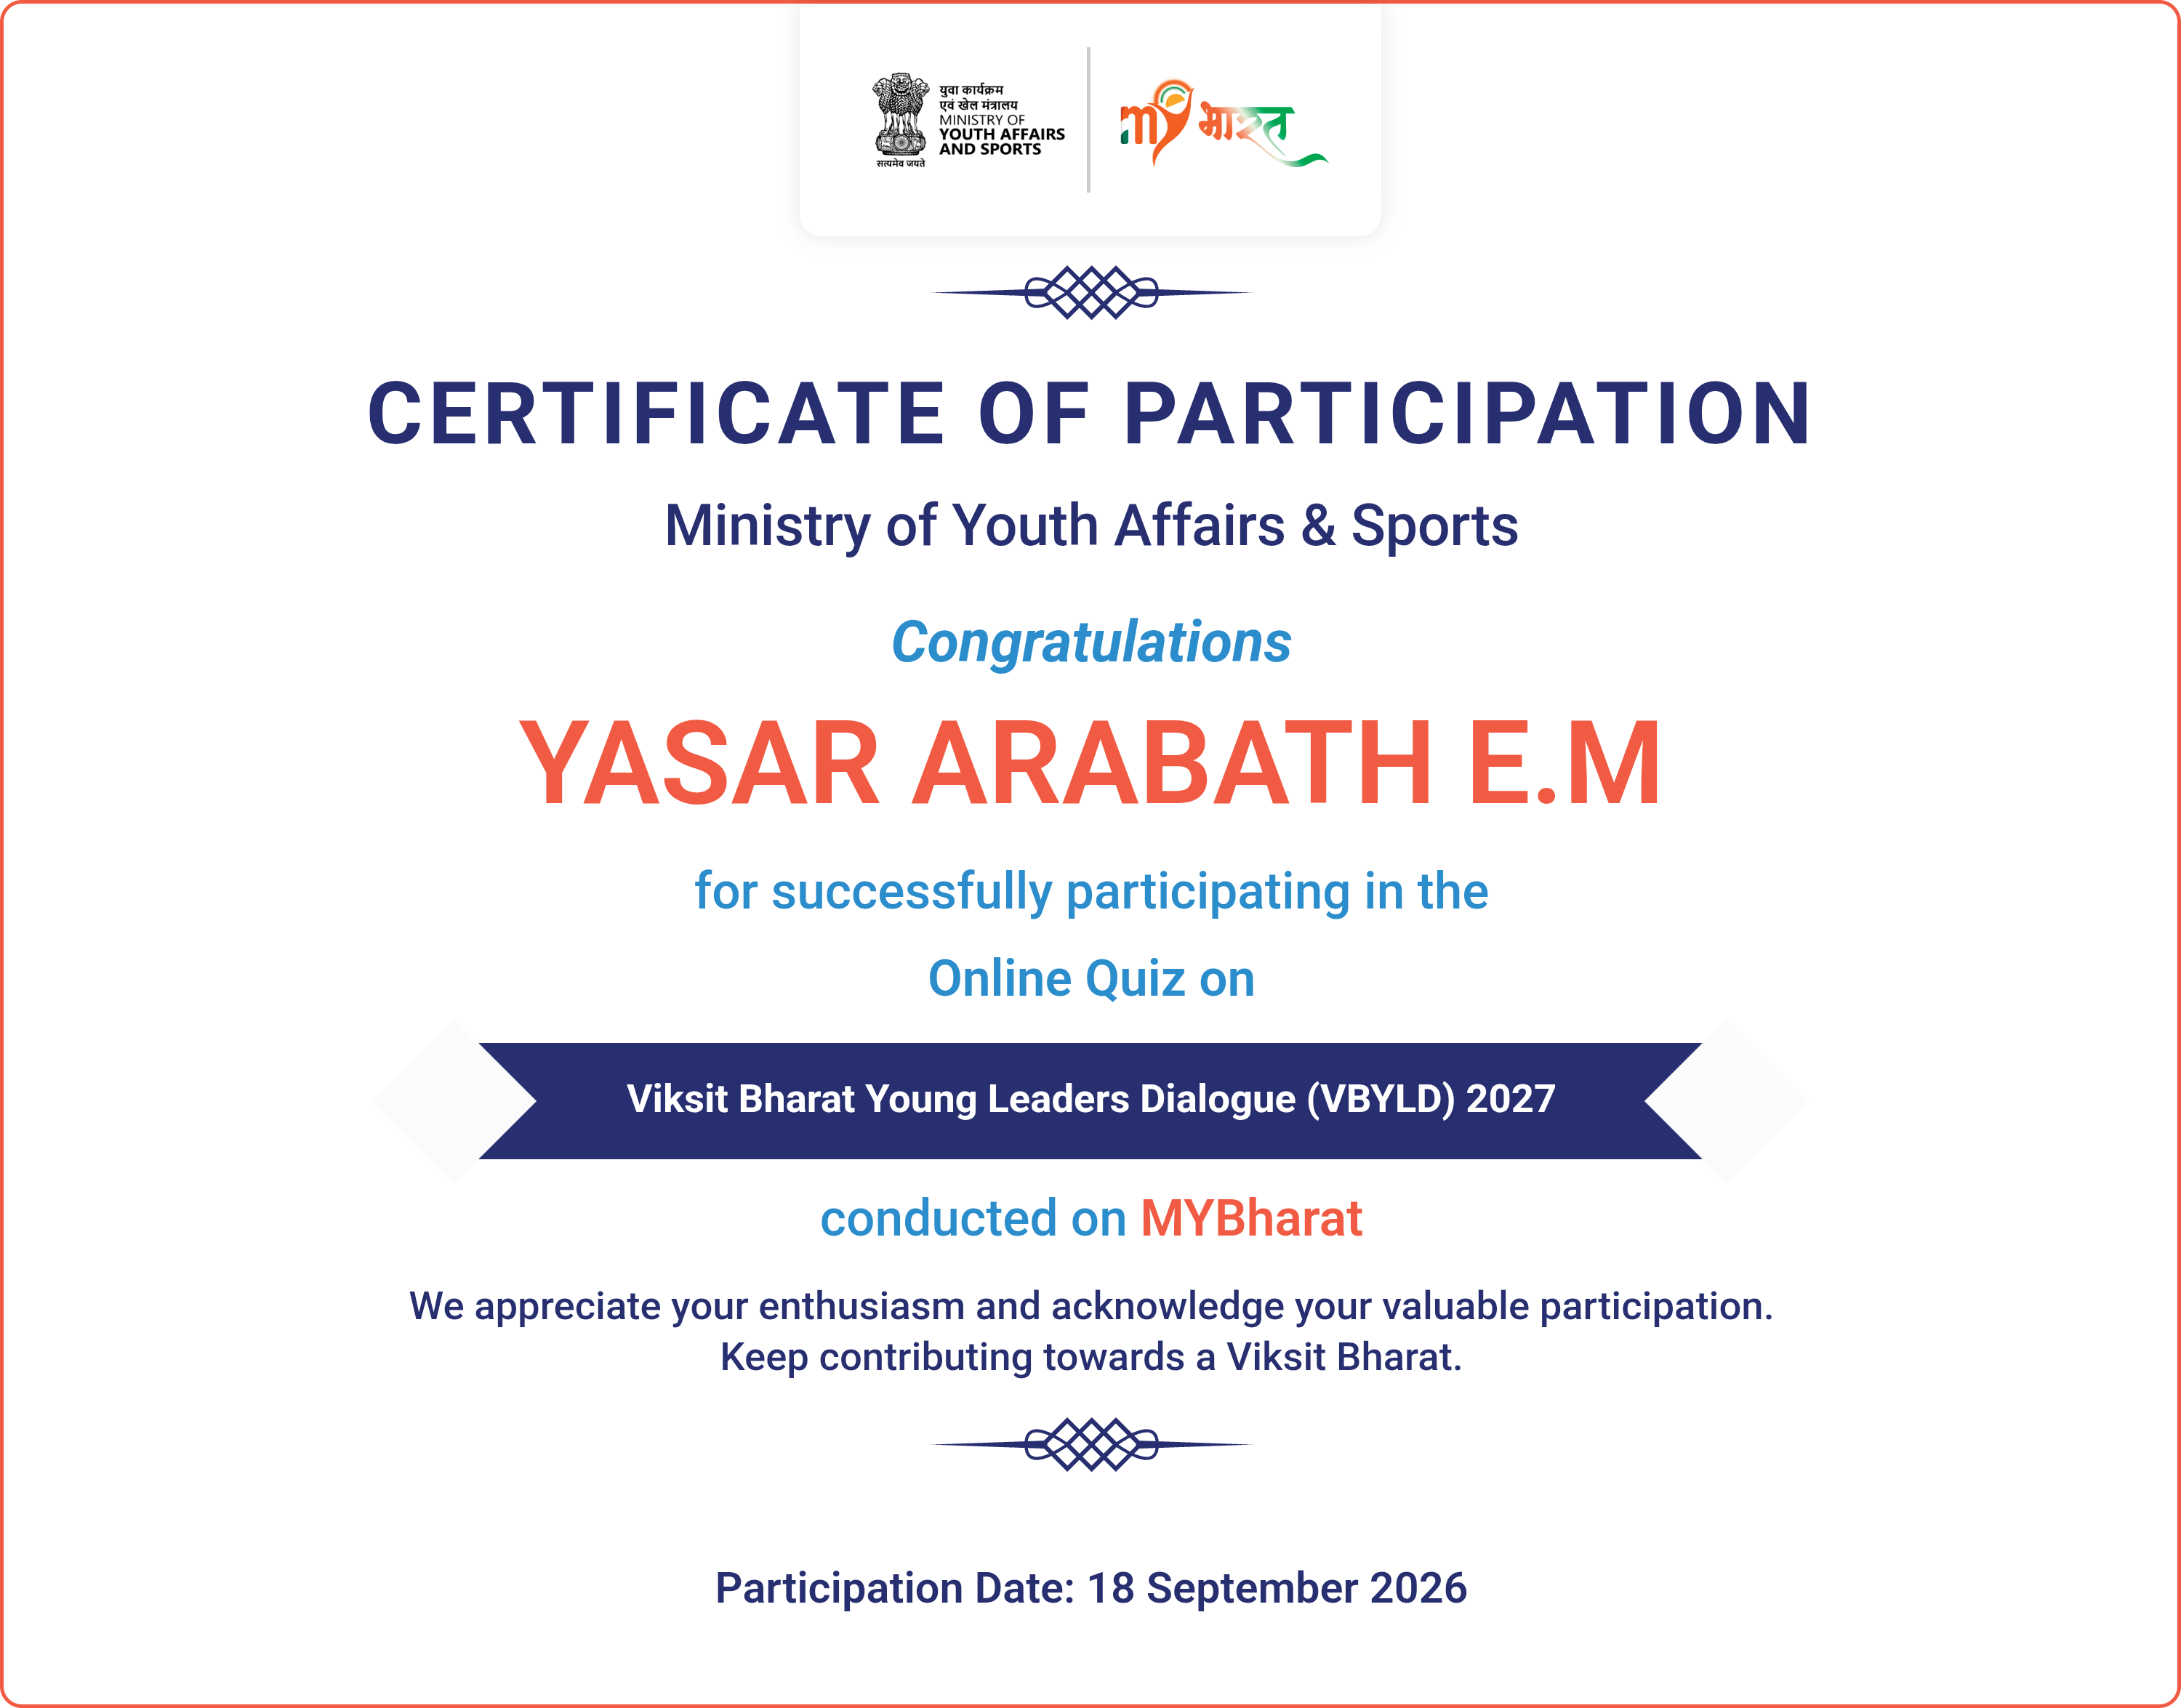 युवा कार्यक्रम
एवं खेल मंत्रालय
MINISTRY OF
YOUTH AFFAIRS
AND SPORTS
सत्यमेव जयते
my भारत
CERTIFICATE OF PARTICIPATION
Ministry of Youth Affairs & Sports
Congratulations
YASAR ARABATH E.M
for successfully participating in the
Online Quiz on
Viksit Bharat Young Leaders Dialogue (VBYLD) 2027
conducted on MYBharat
We appreciate your enthusiasm and acknowledge your valuable participation.
Keep contributing towards a Viksit Bharat.
Participation Date: 18 September 2026